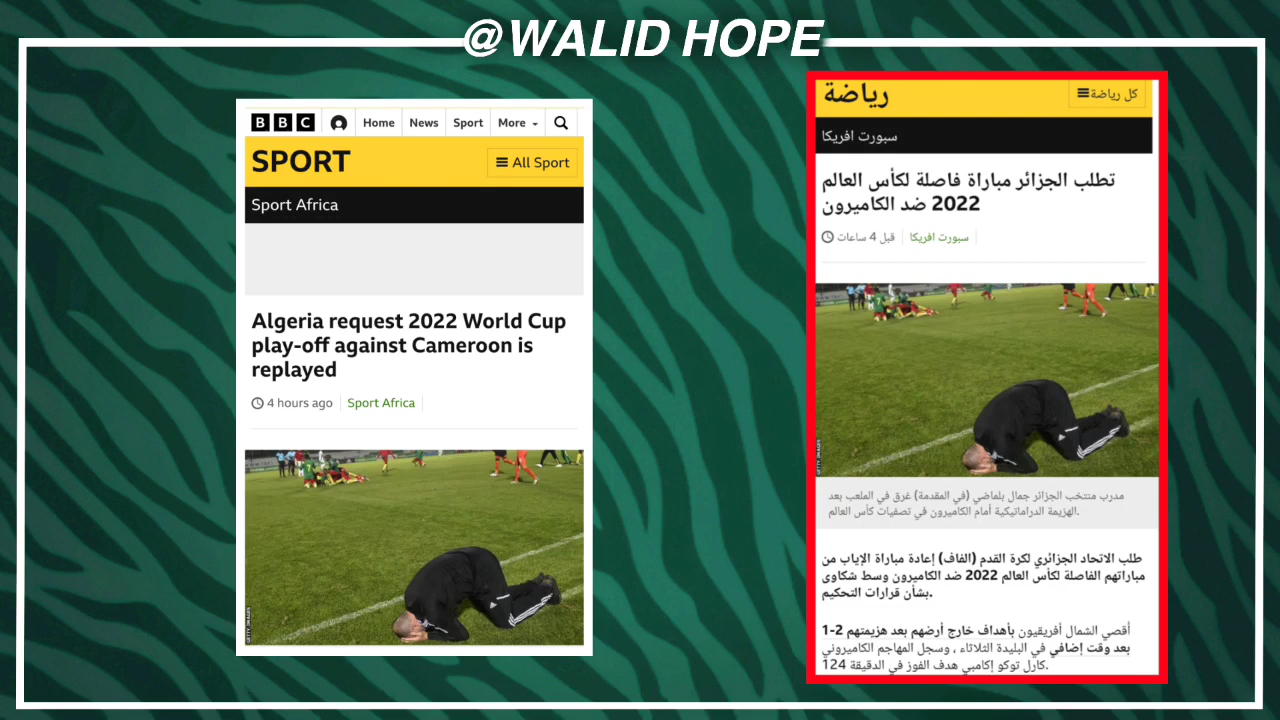 @WALID HOPE
BBC Home News Sport More
SPORT All Sport
Sport Africa
Algeria request 2022 World Cup
play-off against Cameroon is
replayed
4 hours ago Sport Africa
GETTY IMAGES
رياضة كل رياضة
سبورت افريكا
تطلب الجزائر مباراة فاصلة لكأس العالم
2022 ضد الكاميرون
قبل 4 ساعات سبورت افريكا
GETTY IMAGES
مدرب منتخب الجزائر جمال بلماضي (في المقدمة) غرق في الملعب بعد
الهزيمة الدراماتيكية أمام الكاميرون في تصفيات كأس العالم.
طلب الاتحاد الجزائري لكرة القدم (الفاف) إعادة مباراة الإياب من
مباراتهم الفاصلة لكأس العالم 2022 ضد الكاميرون وسط شكاوى
بشأن قرارات التحكيم.
أقصي الشمال أفريقيون بأهداف خارج أرضهم بعد هزيمتهم 2-1
بعد وقت إضافي في البليدة الثلاثاء ، وسجل المهاجم الكاميروني
كارل توكو إكامبي هدف الفوز في الدقيقة 124.